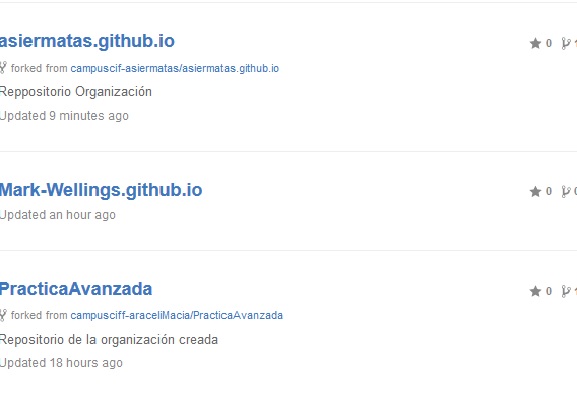 asiermatas.github.io
0
forked from campuscif-asiermatas/asiermatas.github.io
Reppositorio Organización
Updated 9 minutes ago
Mark-Wellings.github.io
0
Updated an hour ago
PracticaAvanzada
0
forked from campusciff-araceliMacia/PracticaAvanzada
Repositorio de la organización creada
Updated 18 hours ago